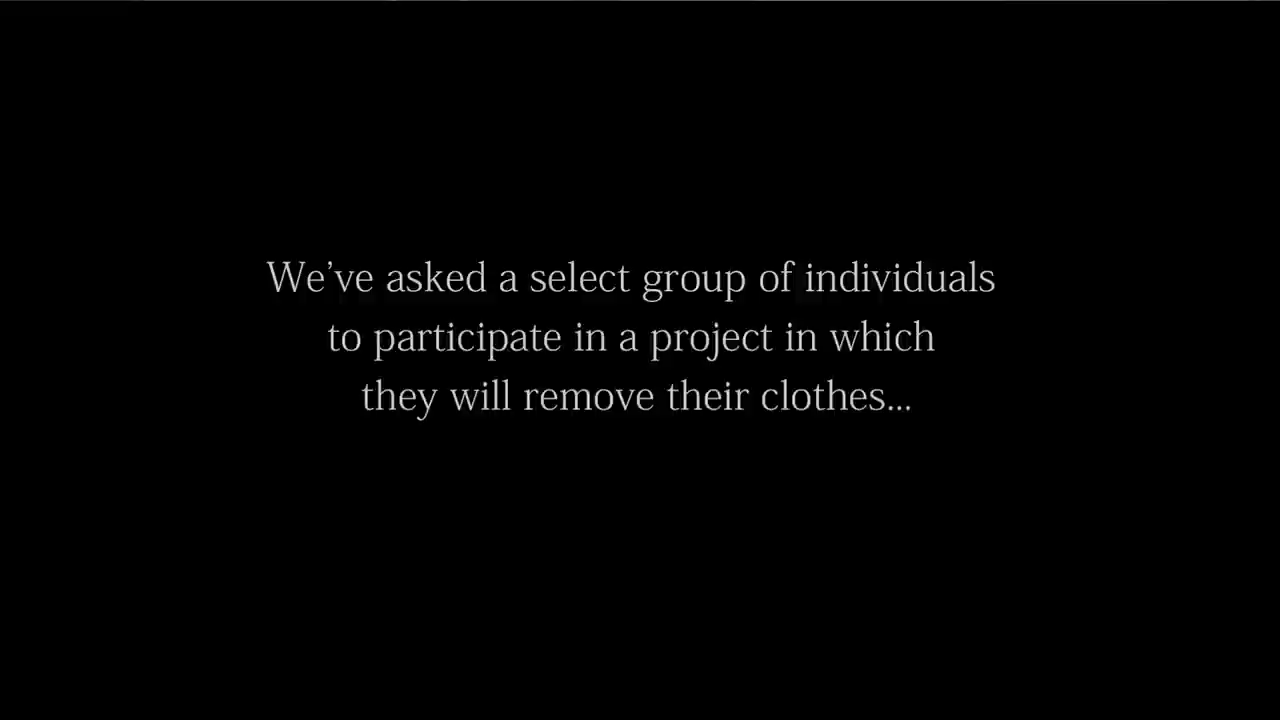 We’ve asked a select group of individuals
to participate in a project in which
they will remove their clothes...